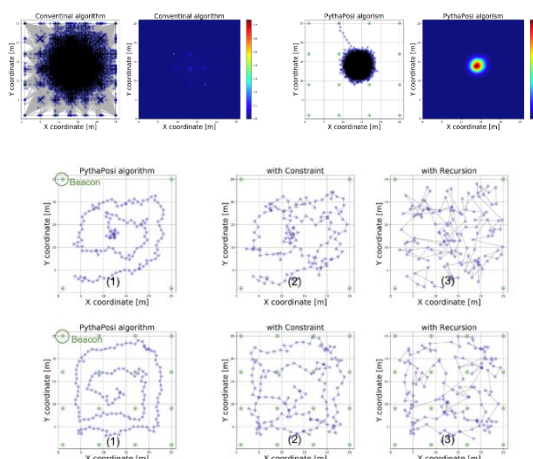 Conventinal algorithm
Conventinal algorithm
PythaPosi algorism
PythaPosi algorism
Y coordinate [m]
Y coordinate [m]
Y coordinate [m]
Y coordinate [m]
X coordinate [m]
X coordinate [m]
X coordinate [m]
X coordinate [m]
PythaPosi algorithm
with Constraint
with Recursion
Beacon
Y coordinate [m]
Y coordinate [m]
Y coordinate [m]
(1)
(2)
(3)
X coordinate [m]
X coordinate [m]
X coordinate [m]
PythaPosi algorithm
with Constraint
with Recursion
Beacon
Y coordinate [m]
Y coordinate [m]
Y coordinate [m]
(1)
(2)
(3)
X coordinate [m]
X coordinate [m]
X coordinate [m]